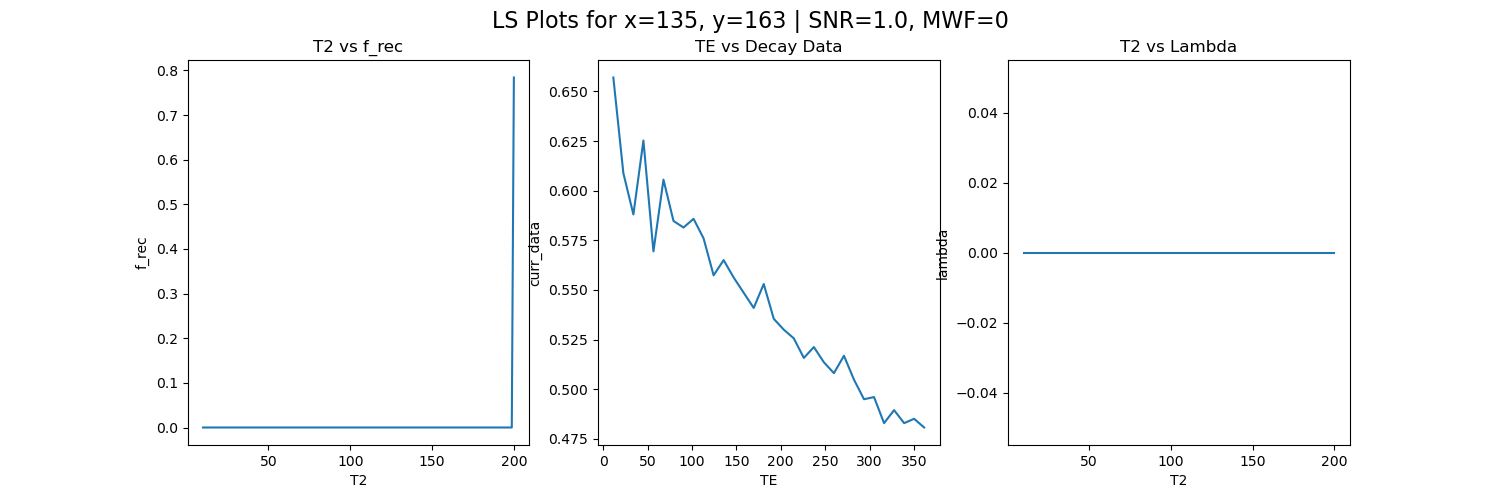 LS Plots for x=135, y=163 | SNR=1.0, MWF=0
T2 vs f_rec
0.8
0.7
0.6
0.5
0.4
0.3
0.2
0.1
0.0
f_rec
50 100 150 200
T2
TE vs Decay Data
0.650
0.625
0.600
0.575
0.550
0.525
0.500
0.475
curr_data
0 50 100 150 200 250 300 350
TE
T2 vs Lambda
0.04
0.02
0.00
−0.02
−0.04
lambda
50 100 150 200
T2